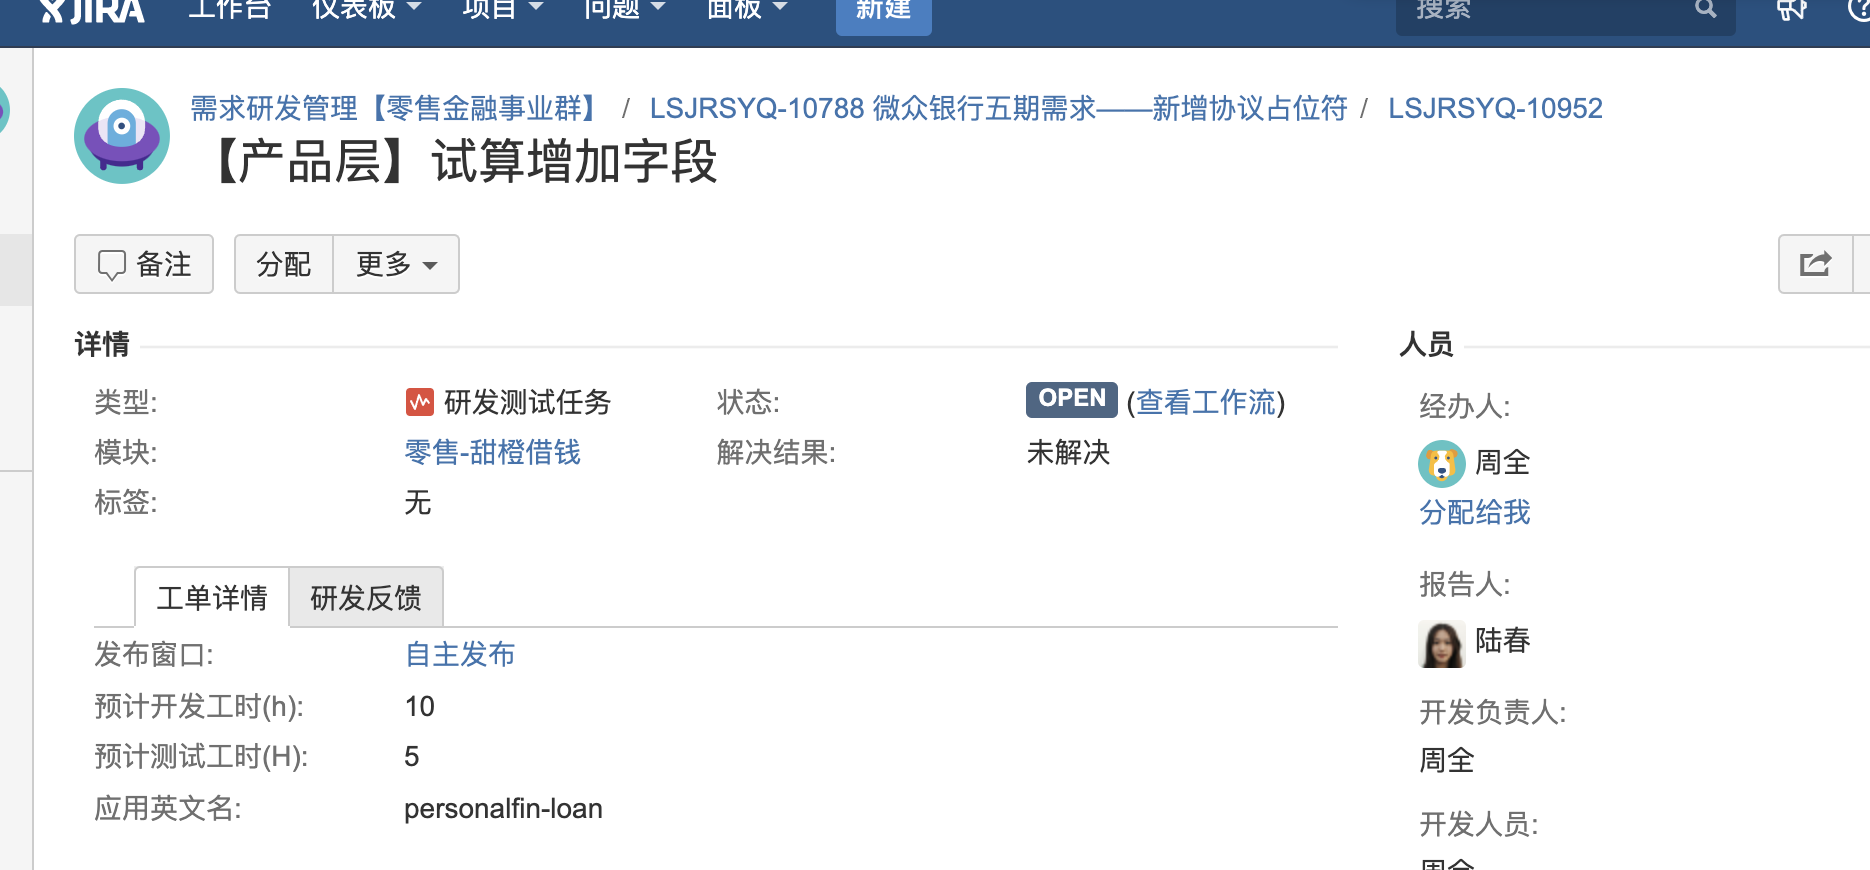 JIRA 工作台 仪表板 项目 问题 面板 新建 搜索
需求研发管理【零售金融事业群】 / LSJRSYQ-10788 微众银行五期需求——新增协议占位符 / LSJRSYQ-10952
【产品层】试算增加字段
备注 分配 更多
详情
类型: 研发测试任务 状态: OPEN (查看工作流)
模块: 零售-甜橙借钱 解决结果: 未解决
标签: 无
工单详情 研发反馈
发布窗口: 自主发布
预计开发工时(h): 10
预计测试工时(H): 5
应用英文名: personalfin-loan
人员
经办人:
周全
分配给我
报告人:
陆春
开发负责人:
周全
开发人员:
周全